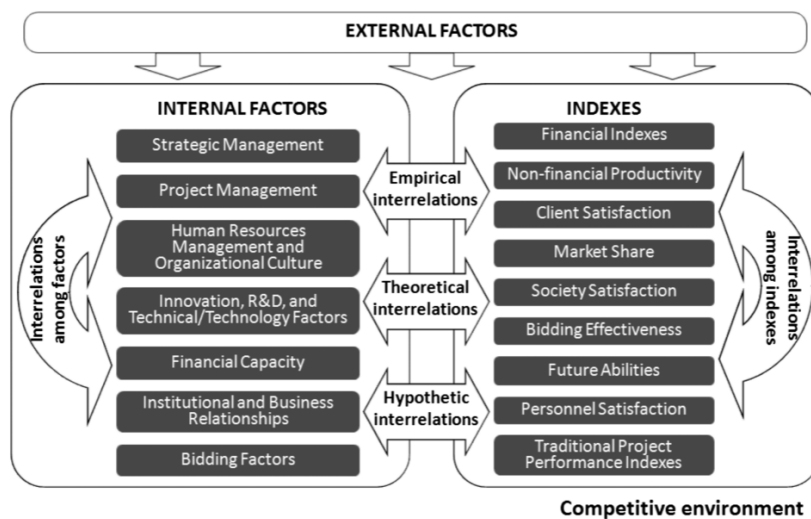 EXTERNAL FACTORS
INTERNAL FACTORS
Strategic Management
Project Management
Human Resources
Management and
Organizational Culture
Innovation, R&D, and
Technical/Technology Factors
Financial Capacity
Institutional and Business
Relationships
Bidding Factors
Interrelations
among factors
Empirical
interrelations
Theoretical
interrelations
Hypothetic
interrelations
INDEXES
Financial Indexes
Non-financial Productivity
Client Satisfaction
Market Share
Society Satisfaction
Bidding Effectiveness
Future Abilities
Personnel Satisfaction
Traditional Project
Performance Indexes
Interrelations
among indexes
Competitive environment